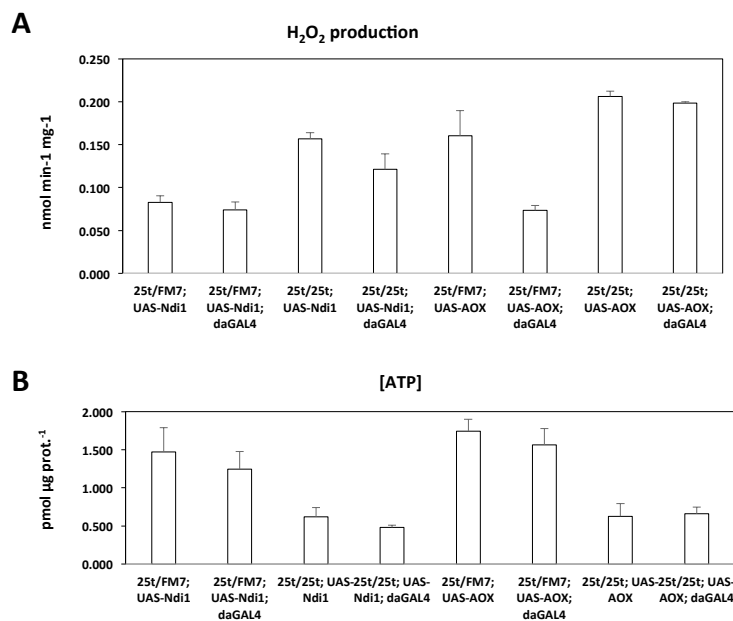 A
H₂O₂ production
nmol min-1 mg-1
0.250
0.200
0.150
0.100
0.050
0.000
25t/FM7; 25t/FM7; 25t/25t; 25t/25t; 25t/FM7; 25t/FM7; 25t/25t; 25t/25t;
UAS-Ndi1 UAS-Ndi1; UAS-Ndi1 UAS-Ndi1; UAS-AOX UAS-AOX; UAS-AOX UAS-AOX;
daGAL4 daGAL4 daGAL4 daGAL4
B
[ATP]
pmol µg prot.⁻¹
2.000
1.500
1.000
0.500
0.000
25t/FM7; 25t/FM7; 25t/25t; UAS- 25t/25t; UAS- 25t/FM7; 25t/FM7; 25t/25t; UAS- 25t/25t; UAS-
UAS-Ndi1 UAS-Ndi1; Ndi1 Ndi1; daGAL4 UAS-AOX UAS-AOX; AOX AOX; daGAL4
daGAL4 daGAL4